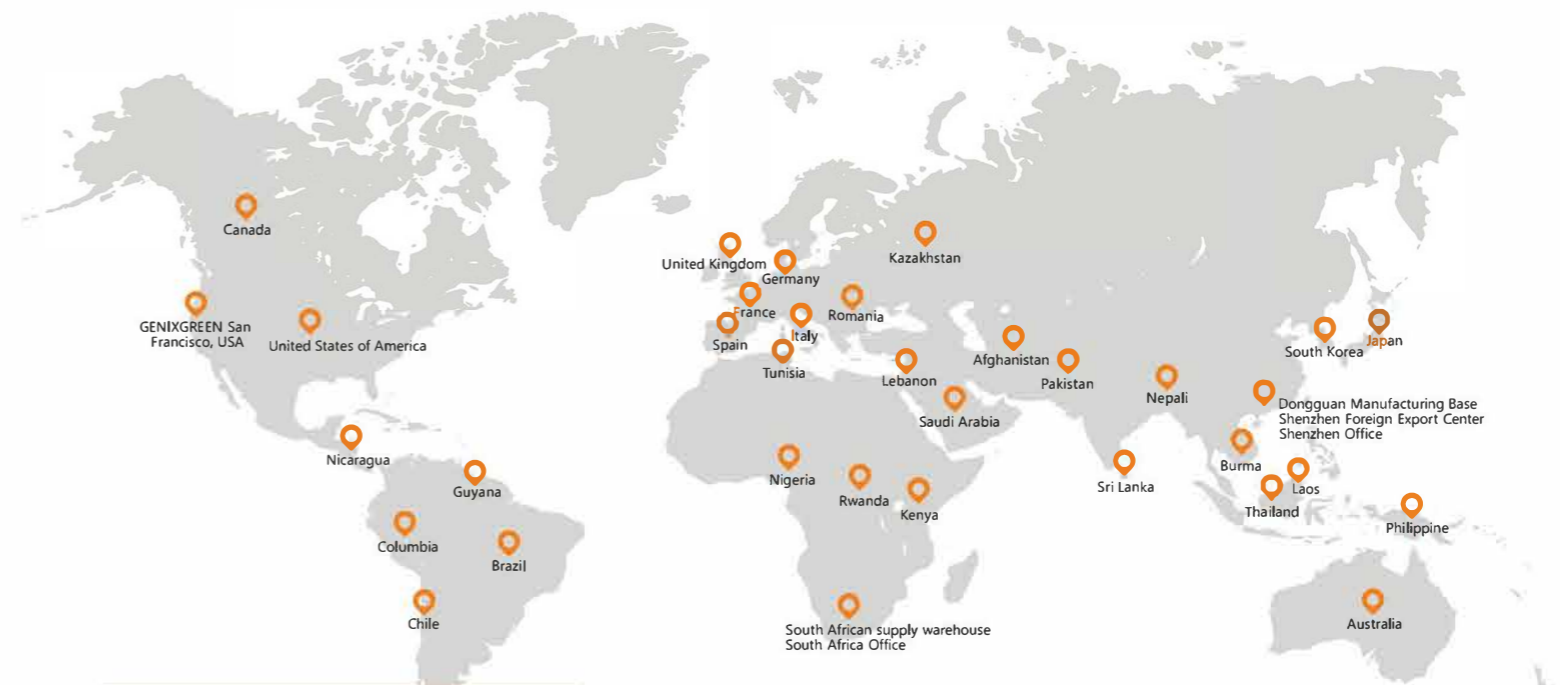 Canada
GENIXGREEN San
Francisco, USA
United States of America
Nicaragua
Guyana
Columbia
Brazil
Chile
United Kingdom
Germany
France
Spain
Italy
Romania
Tunisia
Kazakhstan
Lebanon
Saudi Arabia
Afghanistan
Pakistan
Nepali
South Korea
Japan
Dongguan Manufacturing Base
Shenzhen Foreign Export Center
Shenzhen Office
Burma
Sri Lanka
Laos
Thailand
Philippine
Nigeria
Rwanda
Kenya
South African supply warehouse
South Africa Office
Australia